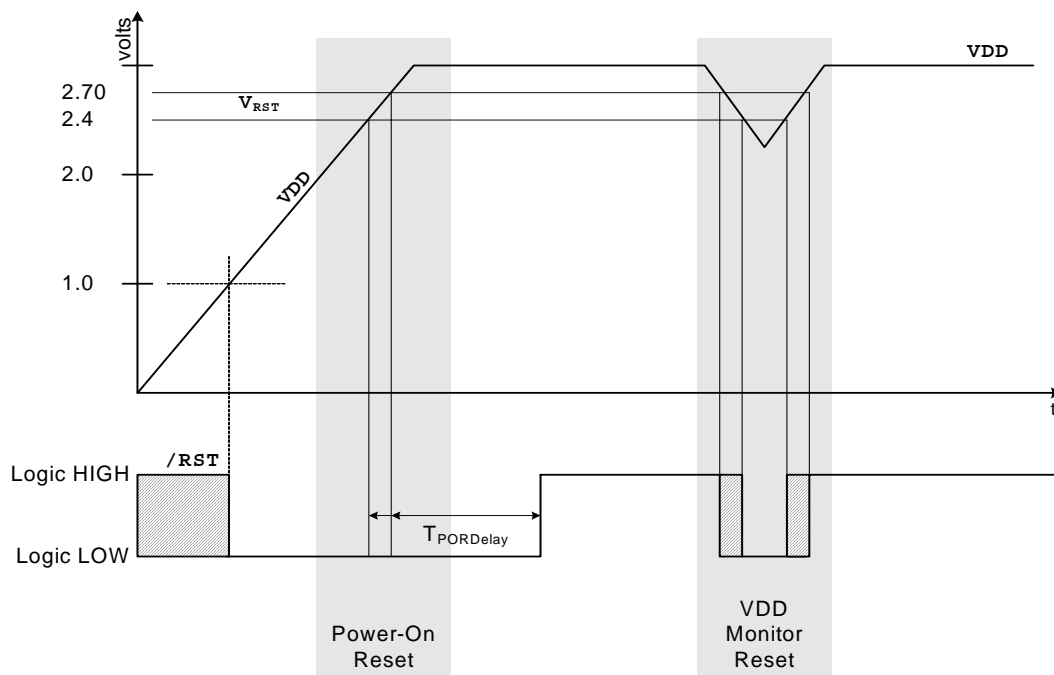 volts
VDD
2.70
V_RST
2.4
2.0
VDD
1.0
t
/RST
Logic HIGH
T_PORDelay
Logic LOW
Power-On
Reset
VDD
Monitor
Reset